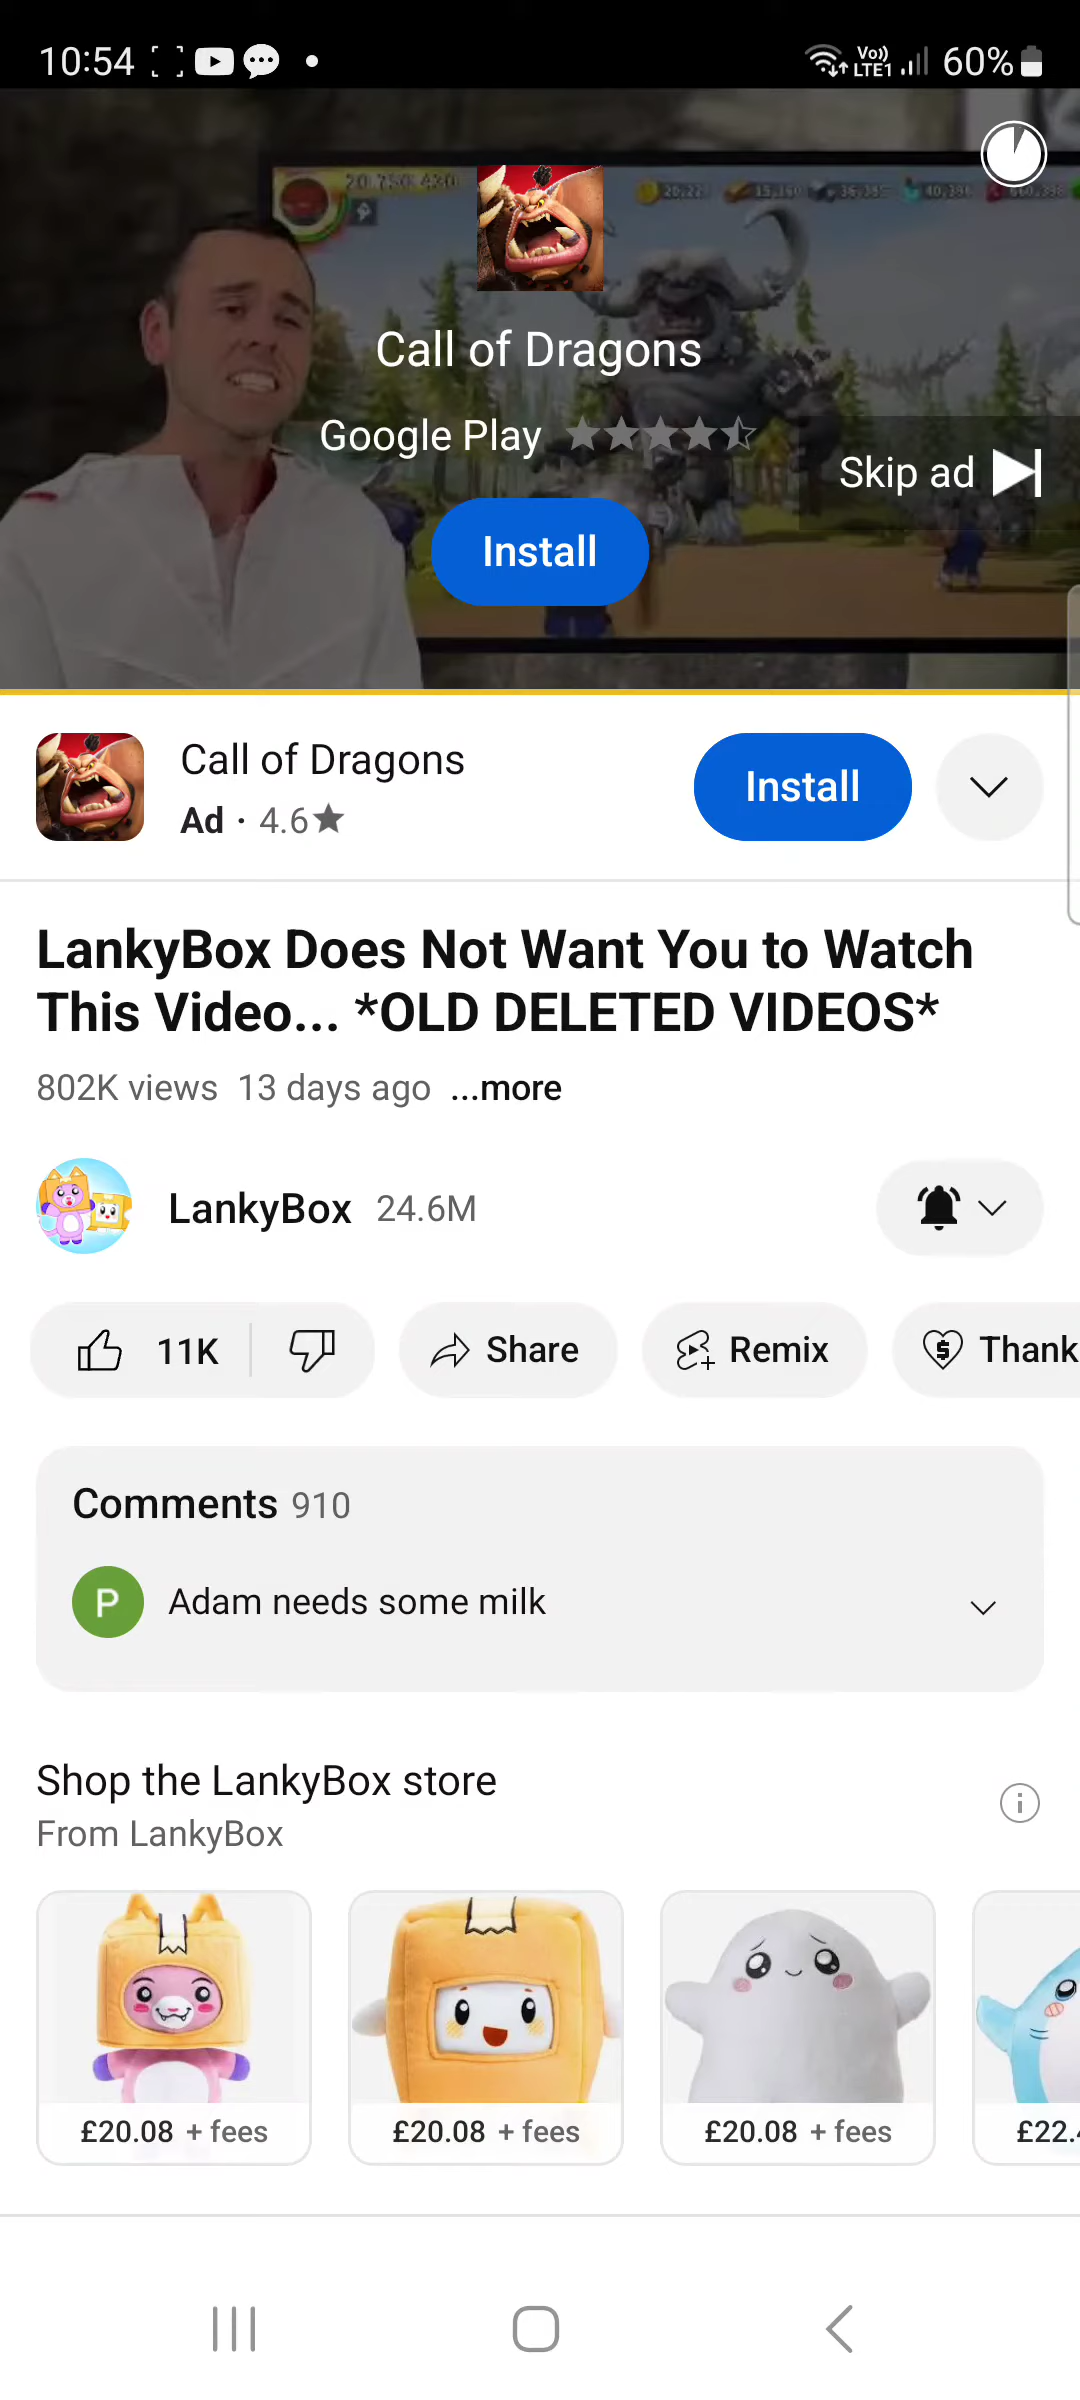 10:54
Vo))
LTE1
60%
Call of Dragons
Google Play
Skip ad
Install
Call of Dragons
Ad · 4.6★
Install
LankyBox Does Not Want You to Watch
This Video... *OLD DELETED VIDEOS*
802K views 13 days ago ...more
LankyBox 24.6M
11K
Share
Remix
Thank
Comments 910
P
Adam needs some milk
Shop the LankyBox store
From LankyBox
£20.08 + fees
£20.08 + fees
£20.08 + fees
£22.